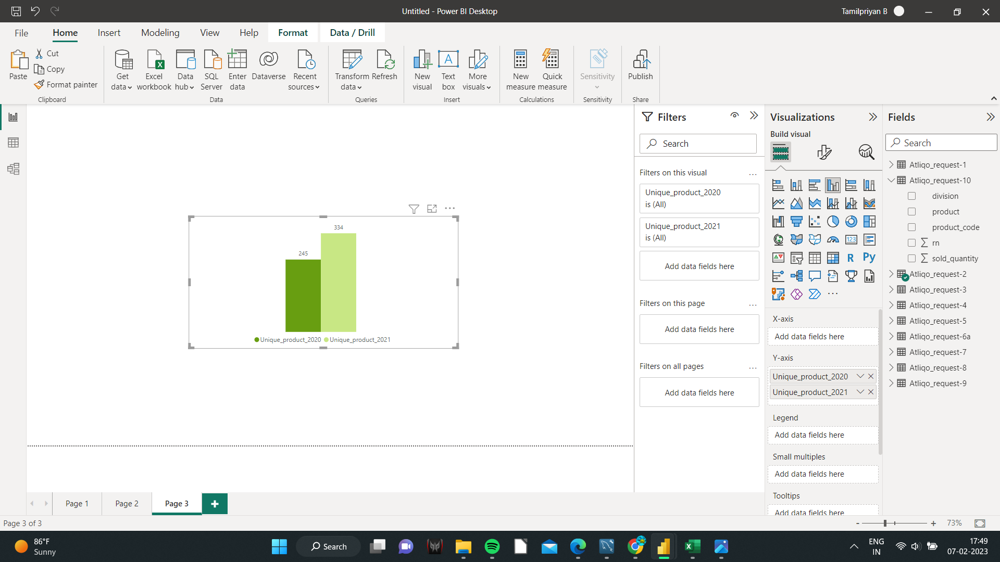 Untitled - Power BI Desktop
Tamilpriyan B
File
Home
Insert
Modeling
View
Help
Format
Data / Drill
Paste
Cut
Copy
Format painter
Clipboard
Get data
Excel workbook
Data hub
SQL Server
Enter data
Dataverse
Recent sources
Data
Transform data
Refresh
Queries
New visual
A
Text box
More visuals
Insert
New measure
Quick measure
Calculations
Sensitivity
Sensitivity
Publish
Share
245
334
Unique_product_2020
Unique_product_2021
Filters
Search
Filters on this visual
...
Unique_product_2020
is (All)
Unique_product_2021
is (All)
Add data fields here
Filters on this page
...
Add data fields here
Filters on all pages
...
Add data fields here
Visualizations
Build visual
123
R
Py
...
X-axis
Add data fields here
Y-axis
Unique_product_2020
Unique_product_2021
Legend
Add data fields here
Small multiples
Add data fields here
Tooltips
Add data fields here
Fields
Search
Atliqo_request-1
Atliqo_request-10
division
product
product_code
∑ rn
∑ sold_quantity
Atliqo_request-2
Atliqo_request-3
Atliqo_request-4
Atliqo_request-5
Atliqo_request-6a
Atliqo_request-7
Atliqo_request-8
Atliqo_request-9
Page 1
Page 2
Page 3
+
Page 3 of 3
- + 73%
86°F
Sunny
Search
ENG
IN
17:49
07-02-2023